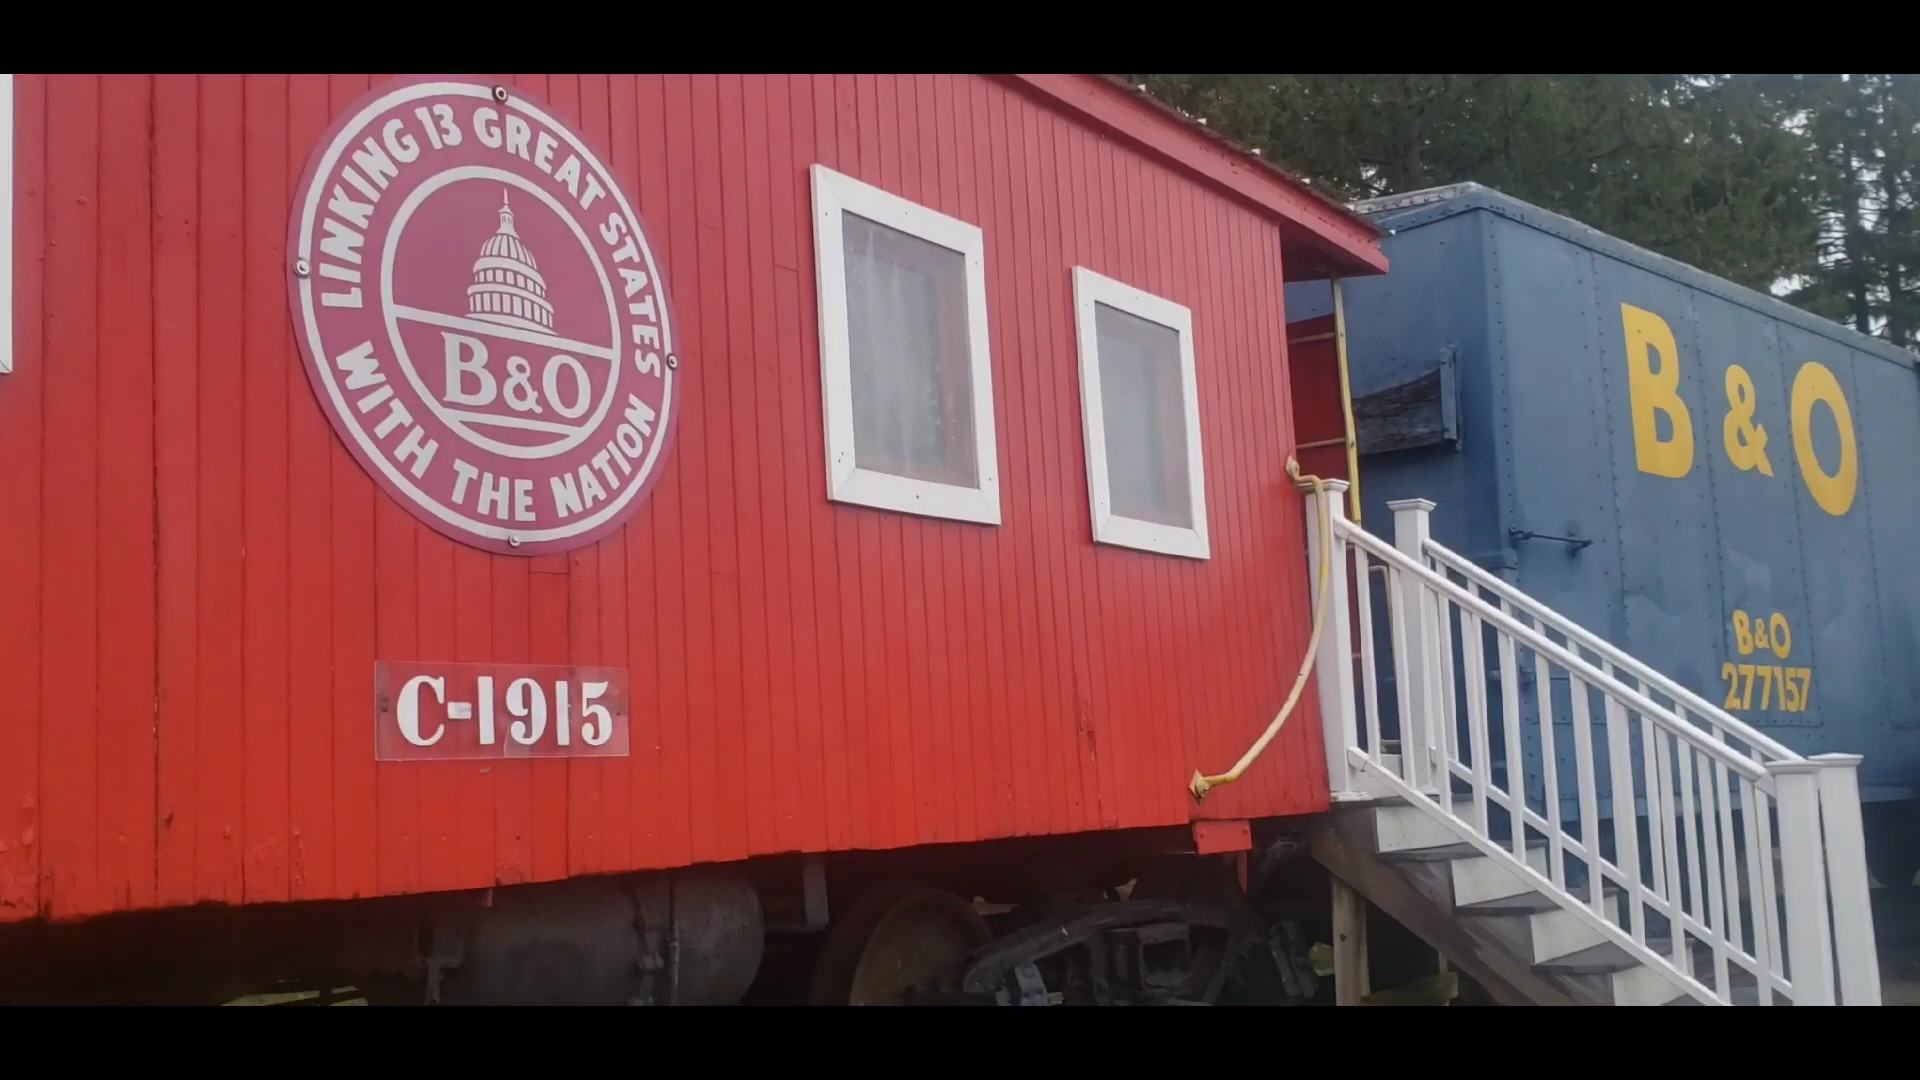 LINKING 13 GREAT STATES
WITH THE NATION
B&O
C-1915
B & O
B&O
277157